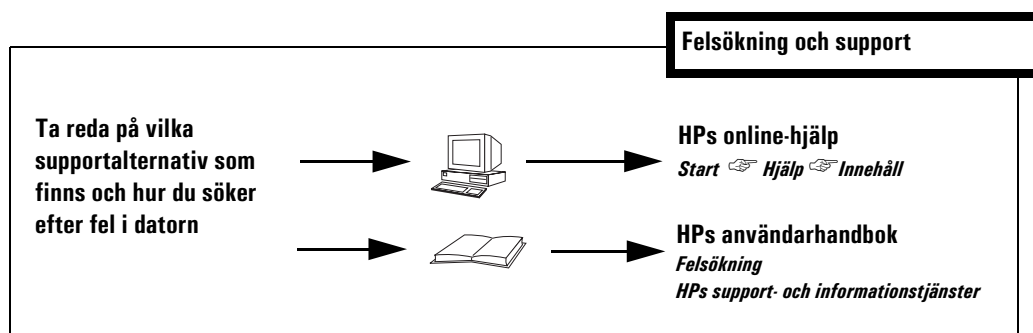 Felsökning och support
Ta reda på vilka
supportalternativ som
finns och hur du söker
efter fel i datorn
HPs online-hjälp
Start ☞ Hjälp ☞ Innehåll
HPs användarhandbok
Felsökning
HPs support- och informationstjänster